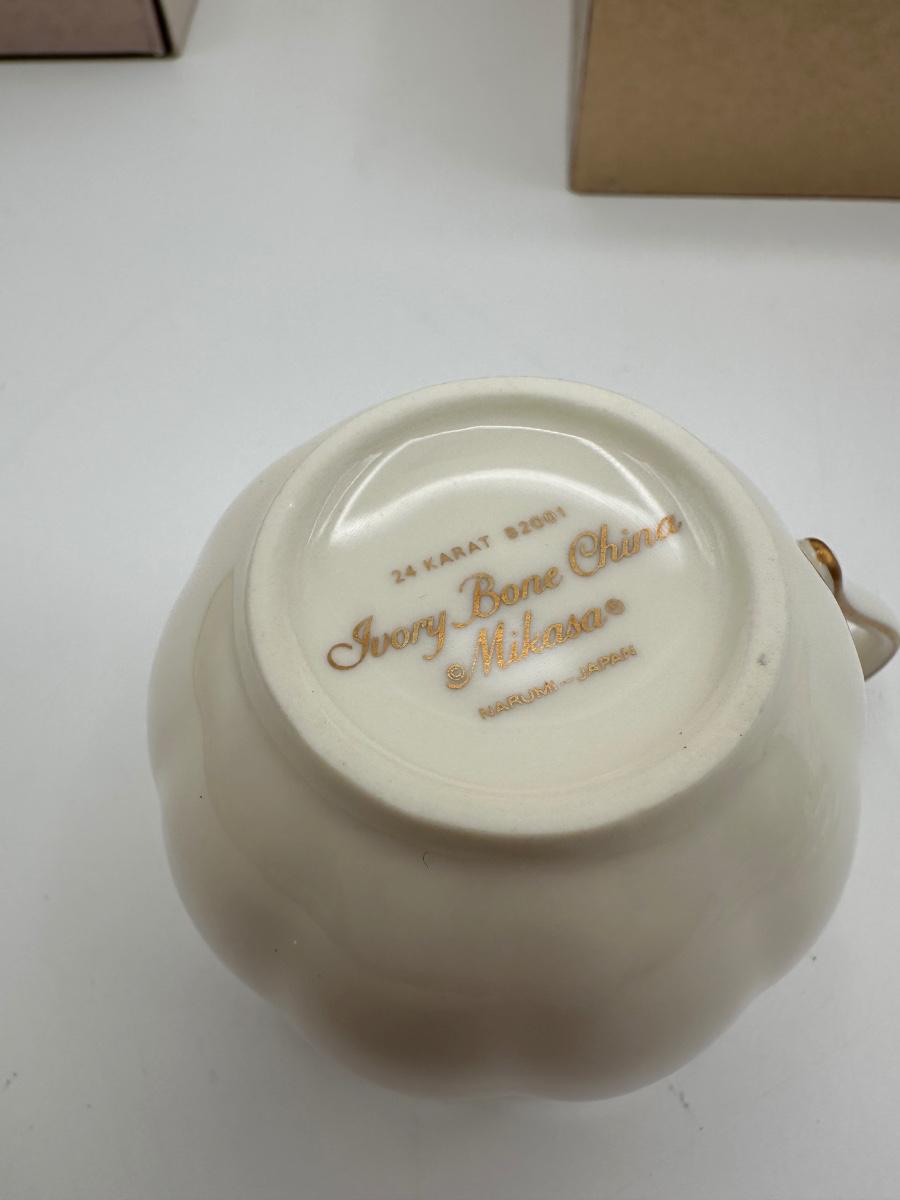 24 KARAT B2001
Ivory Bone China
© Mikasa ®
NARUMI—JAPAN